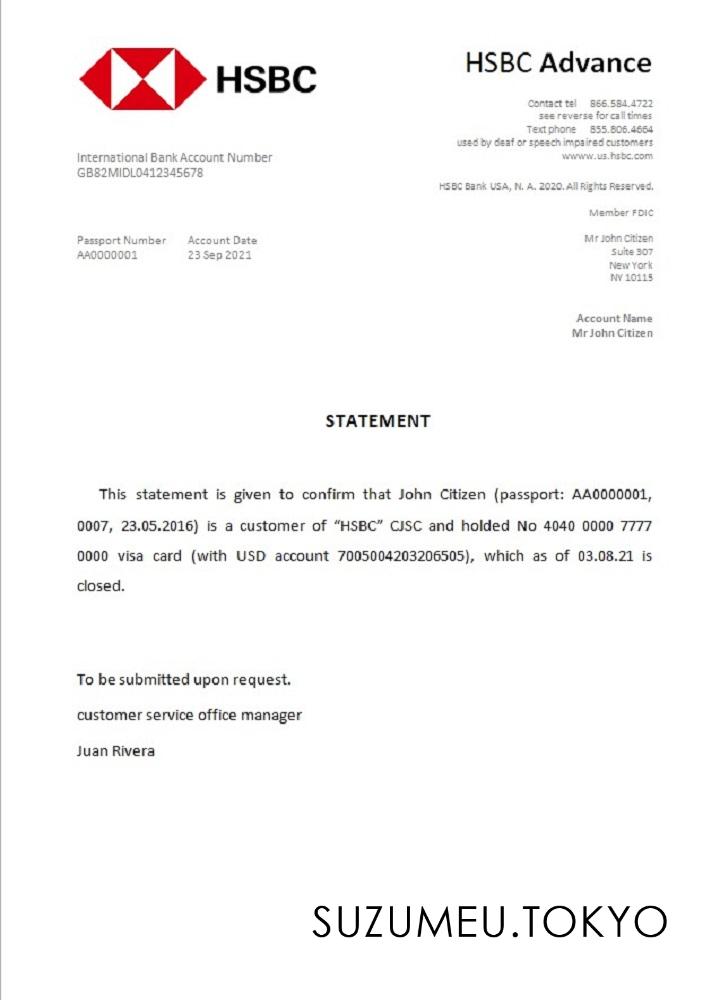 HSBC
HSBC Advance
Contact tel 866.584.4722
see reverse for call times
Text phone 855.806.4664
used by deaf or speech impaired customers
wwww.us.hsbc.com
International Bank Account Number
GB82MIDL0412345678
HSBC Bank USA, N. A. 2020. All Rights Reserved.
Member FDIC
Passport Number Account Date
AA0000001 23 Sep 2021
Mr John Citizen
Suite 307
New York
NY 10115
Account Name
Mr John Citizen
STATEMENT
This statement is given to confirm that John Citizen (passport: AA0000001,
0007, 23.05.2016) is a customer of “HSBC” CJSC and holded No 4040 0000 7777
0000 visa card (with USD account 7005004203206505), which as of 03.08.21 is
closed.
To be submitted upon request.
customer service office manager
Juan Rivera
SUZUMEU.TOKYO